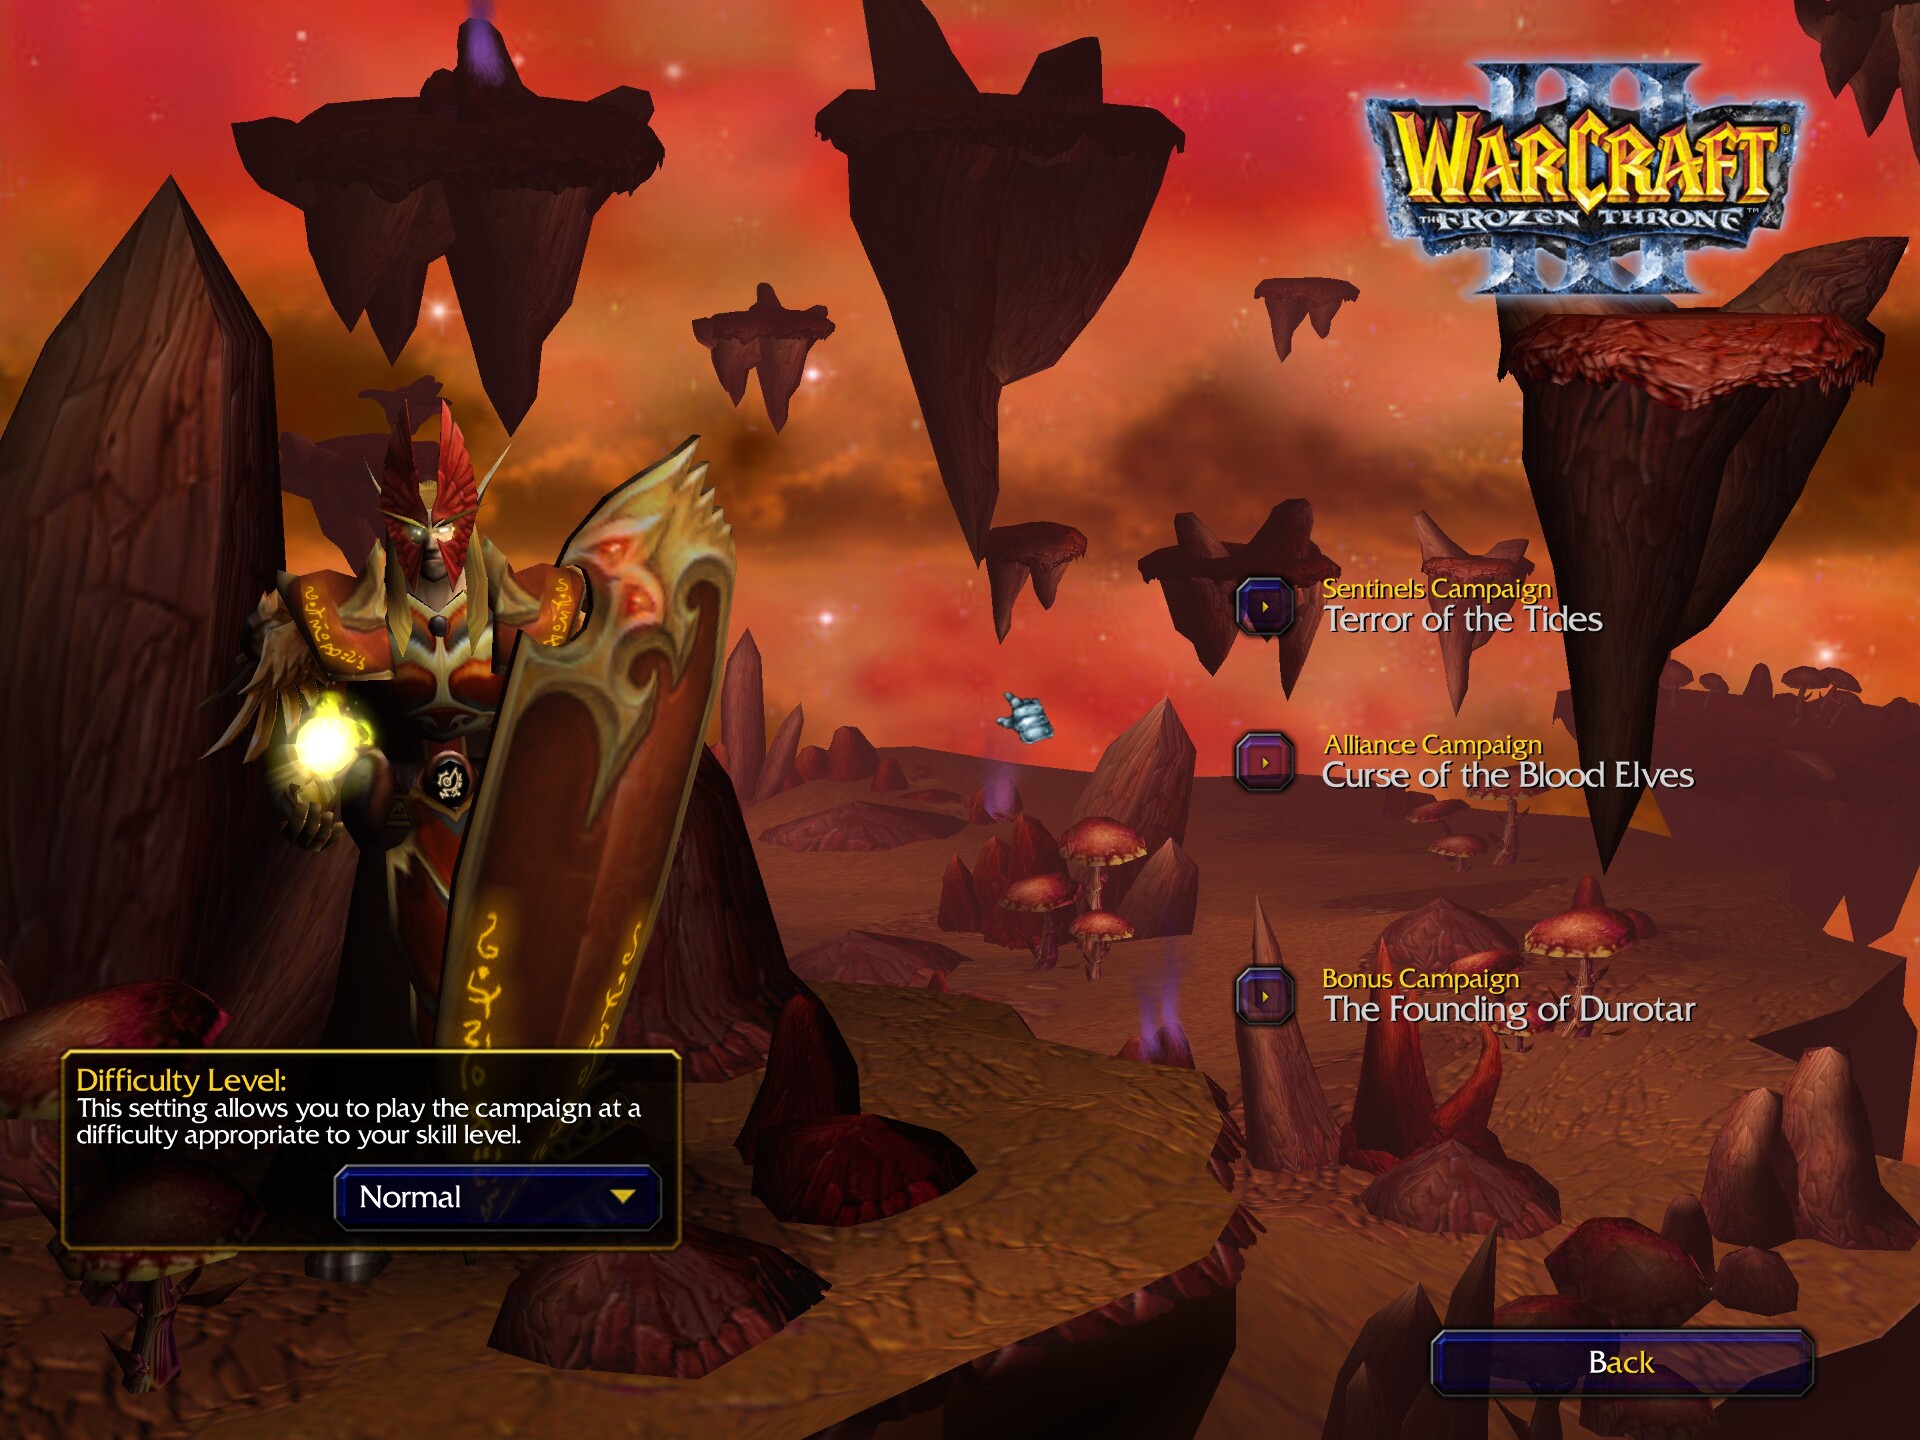 III
WARCRAFT®
THE FROZEN THRONE™
Sentinels Campaign
Terror of the Tides
Alliance Campaign
Curse of the Blood Elves
Bonus Campaign
The Founding of Durotar
Difficulty Level:
This setting allows you to play the campaign at a
difficulty appropriate to your skill level.
Normal
Back